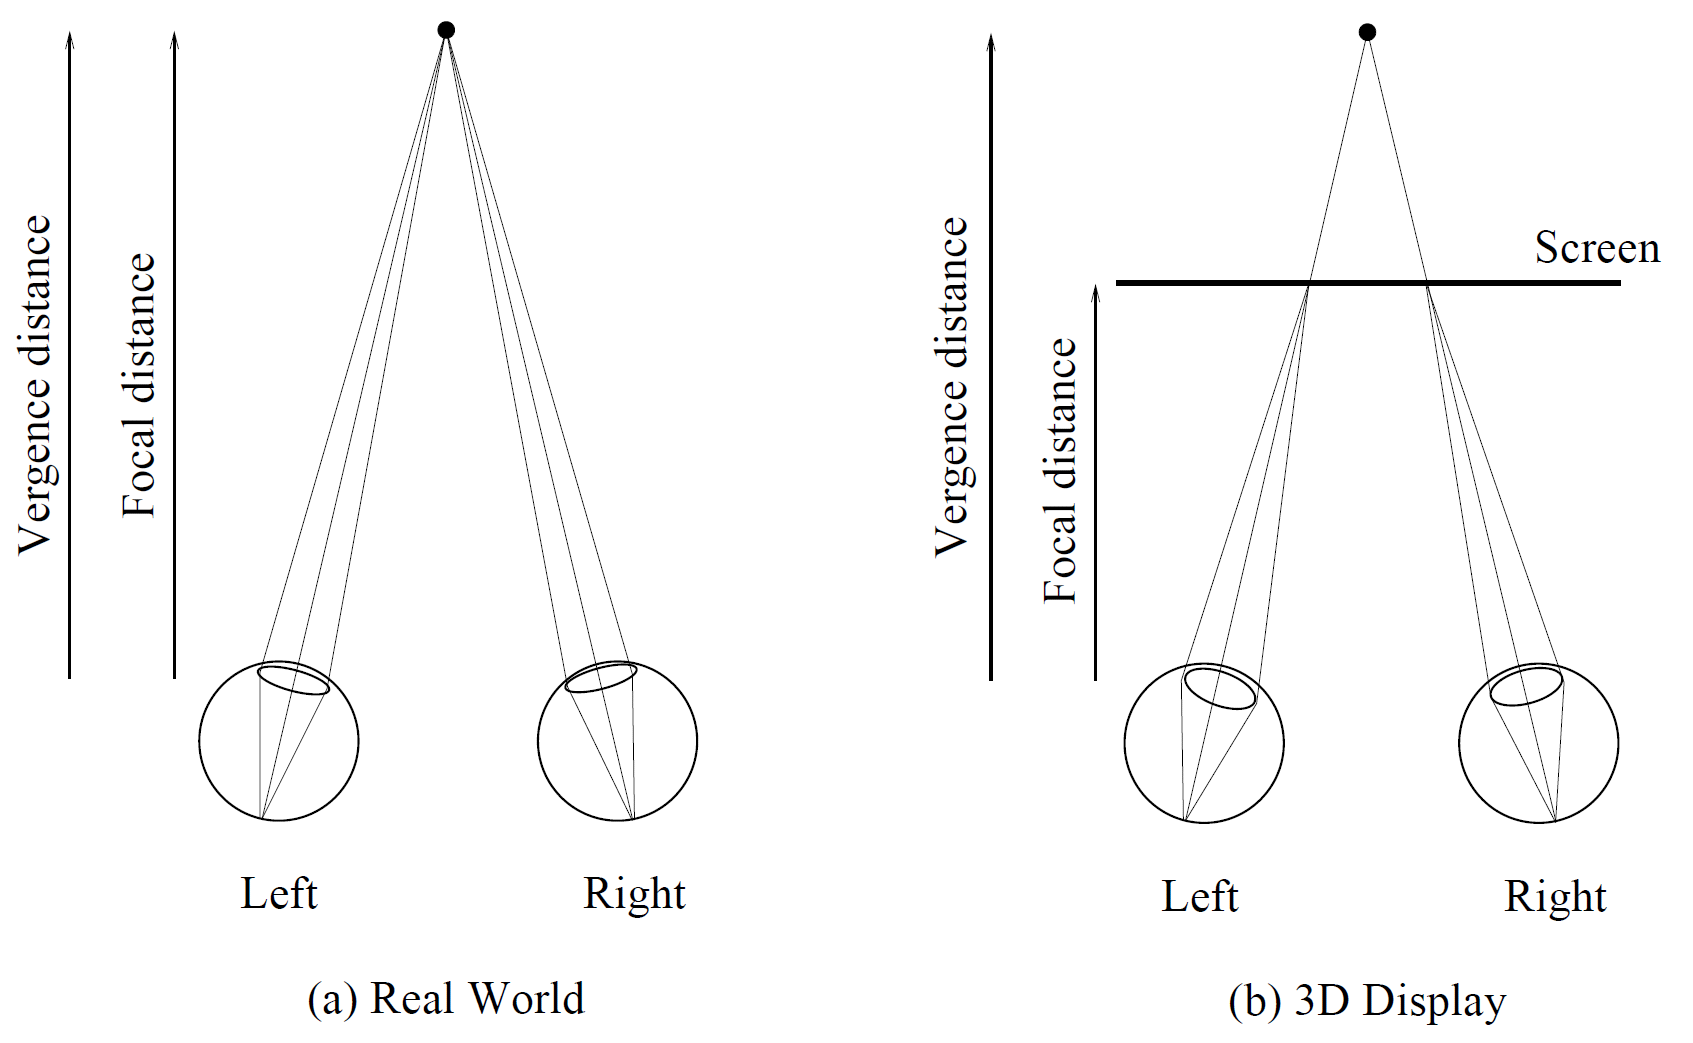 Vergence distance
Focal distance
Left
Right
(a) Real World
Vergence distance
Focal distance
Screen
Left
Right
(b) 3D Display